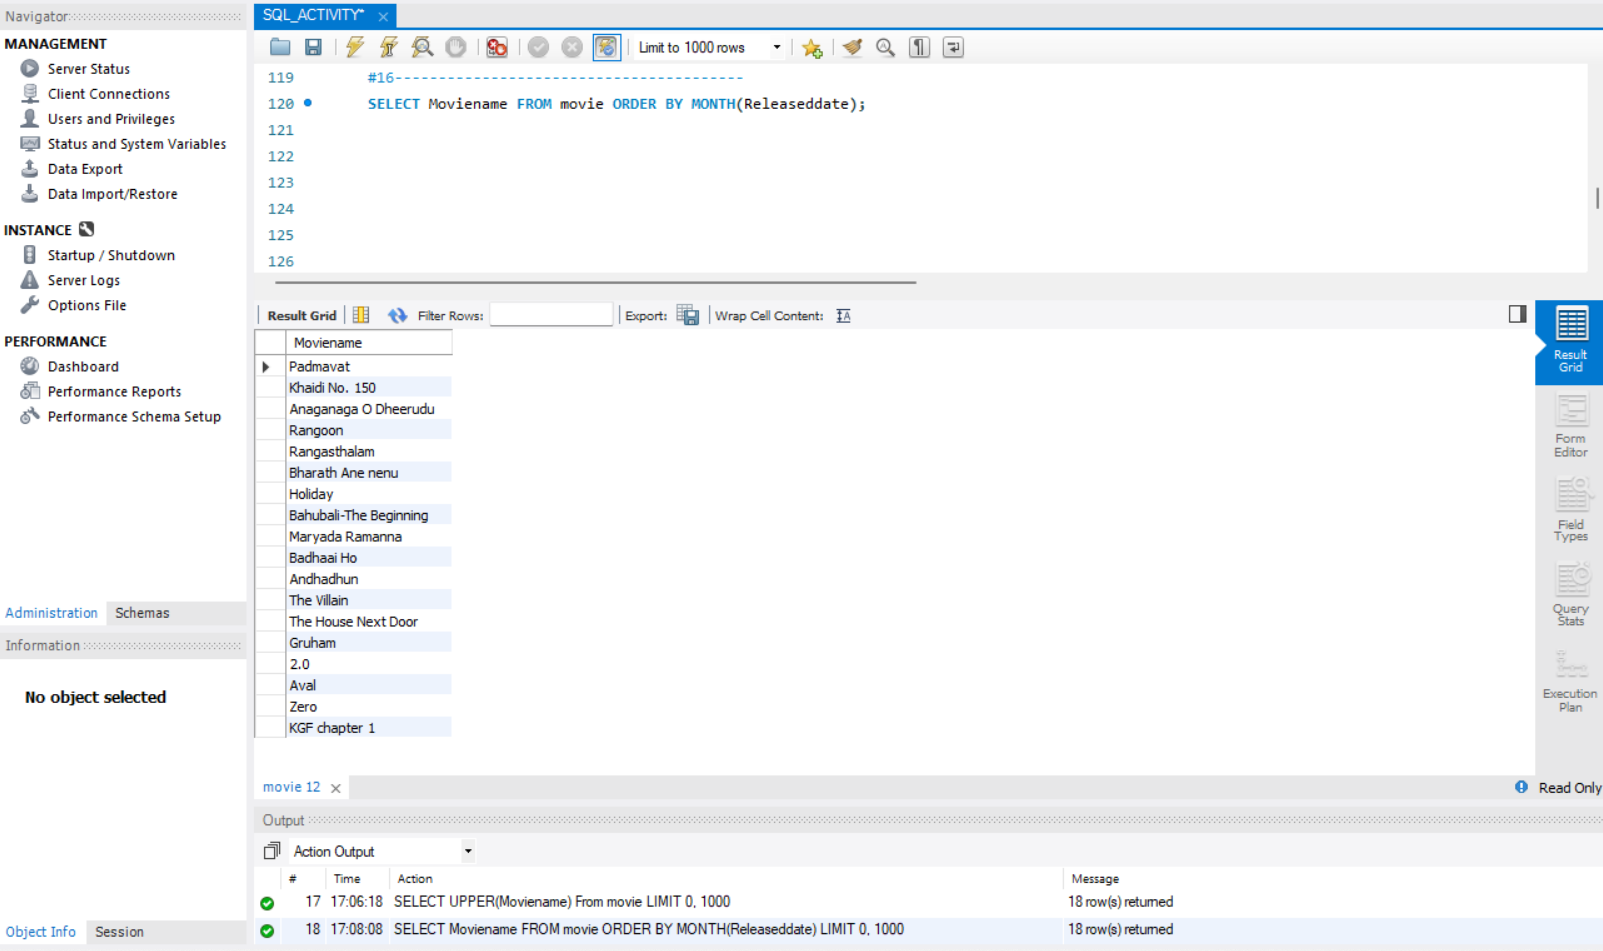 Navigator
MANAGEMENT
Server Status
Client Connections
Users and Privileges
Status and System Variables
Data Export
Data Import/Restore
INSTANCE
Startup / Shutdown
Server Logs
Options File
PERFORMANCE
Dashboard
Performance Reports
Performance Schema Setup
Administration Schemas
Information
No object selected
Object Info Session
SQL_ACTIVITY*
Limit to 1000 rows
119 #16----------------------------------------
120 SELECT Moviename FROM movie ORDER BY MONTH(Releaseddate);
121
122
123
124
125
126
Result Grid Filter Rows: Export: Wrap Cell Content:
Moviename
Padmavat
Khaidi No. 150
Anaganaga O Dheerudu
Rangoon
Rangasthalam
Bharath Ane nenu
Holiday
Bahubali-The Beginning
Maryada Ramanna
Badhaai Ho
Andhadhun
The Villain
The House Next Door
Gruham
2.0
Aval
Zero
KGF chapter 1
Result
Grid
Form
Editor
Field
Types
Query
Stats
Execution
Plan
movie 12
Read Only
Output
Action Output
# Time Action Message
17 17:06:18 SELECT UPPER(Moviename) From movie LIMIT 0, 1000 18 row(s) returned
18 17:08:08 SELECT Moviename FROM movie ORDER BY MONTH(Releaseddate) LIMIT 0, 1000 18 row(s) returned